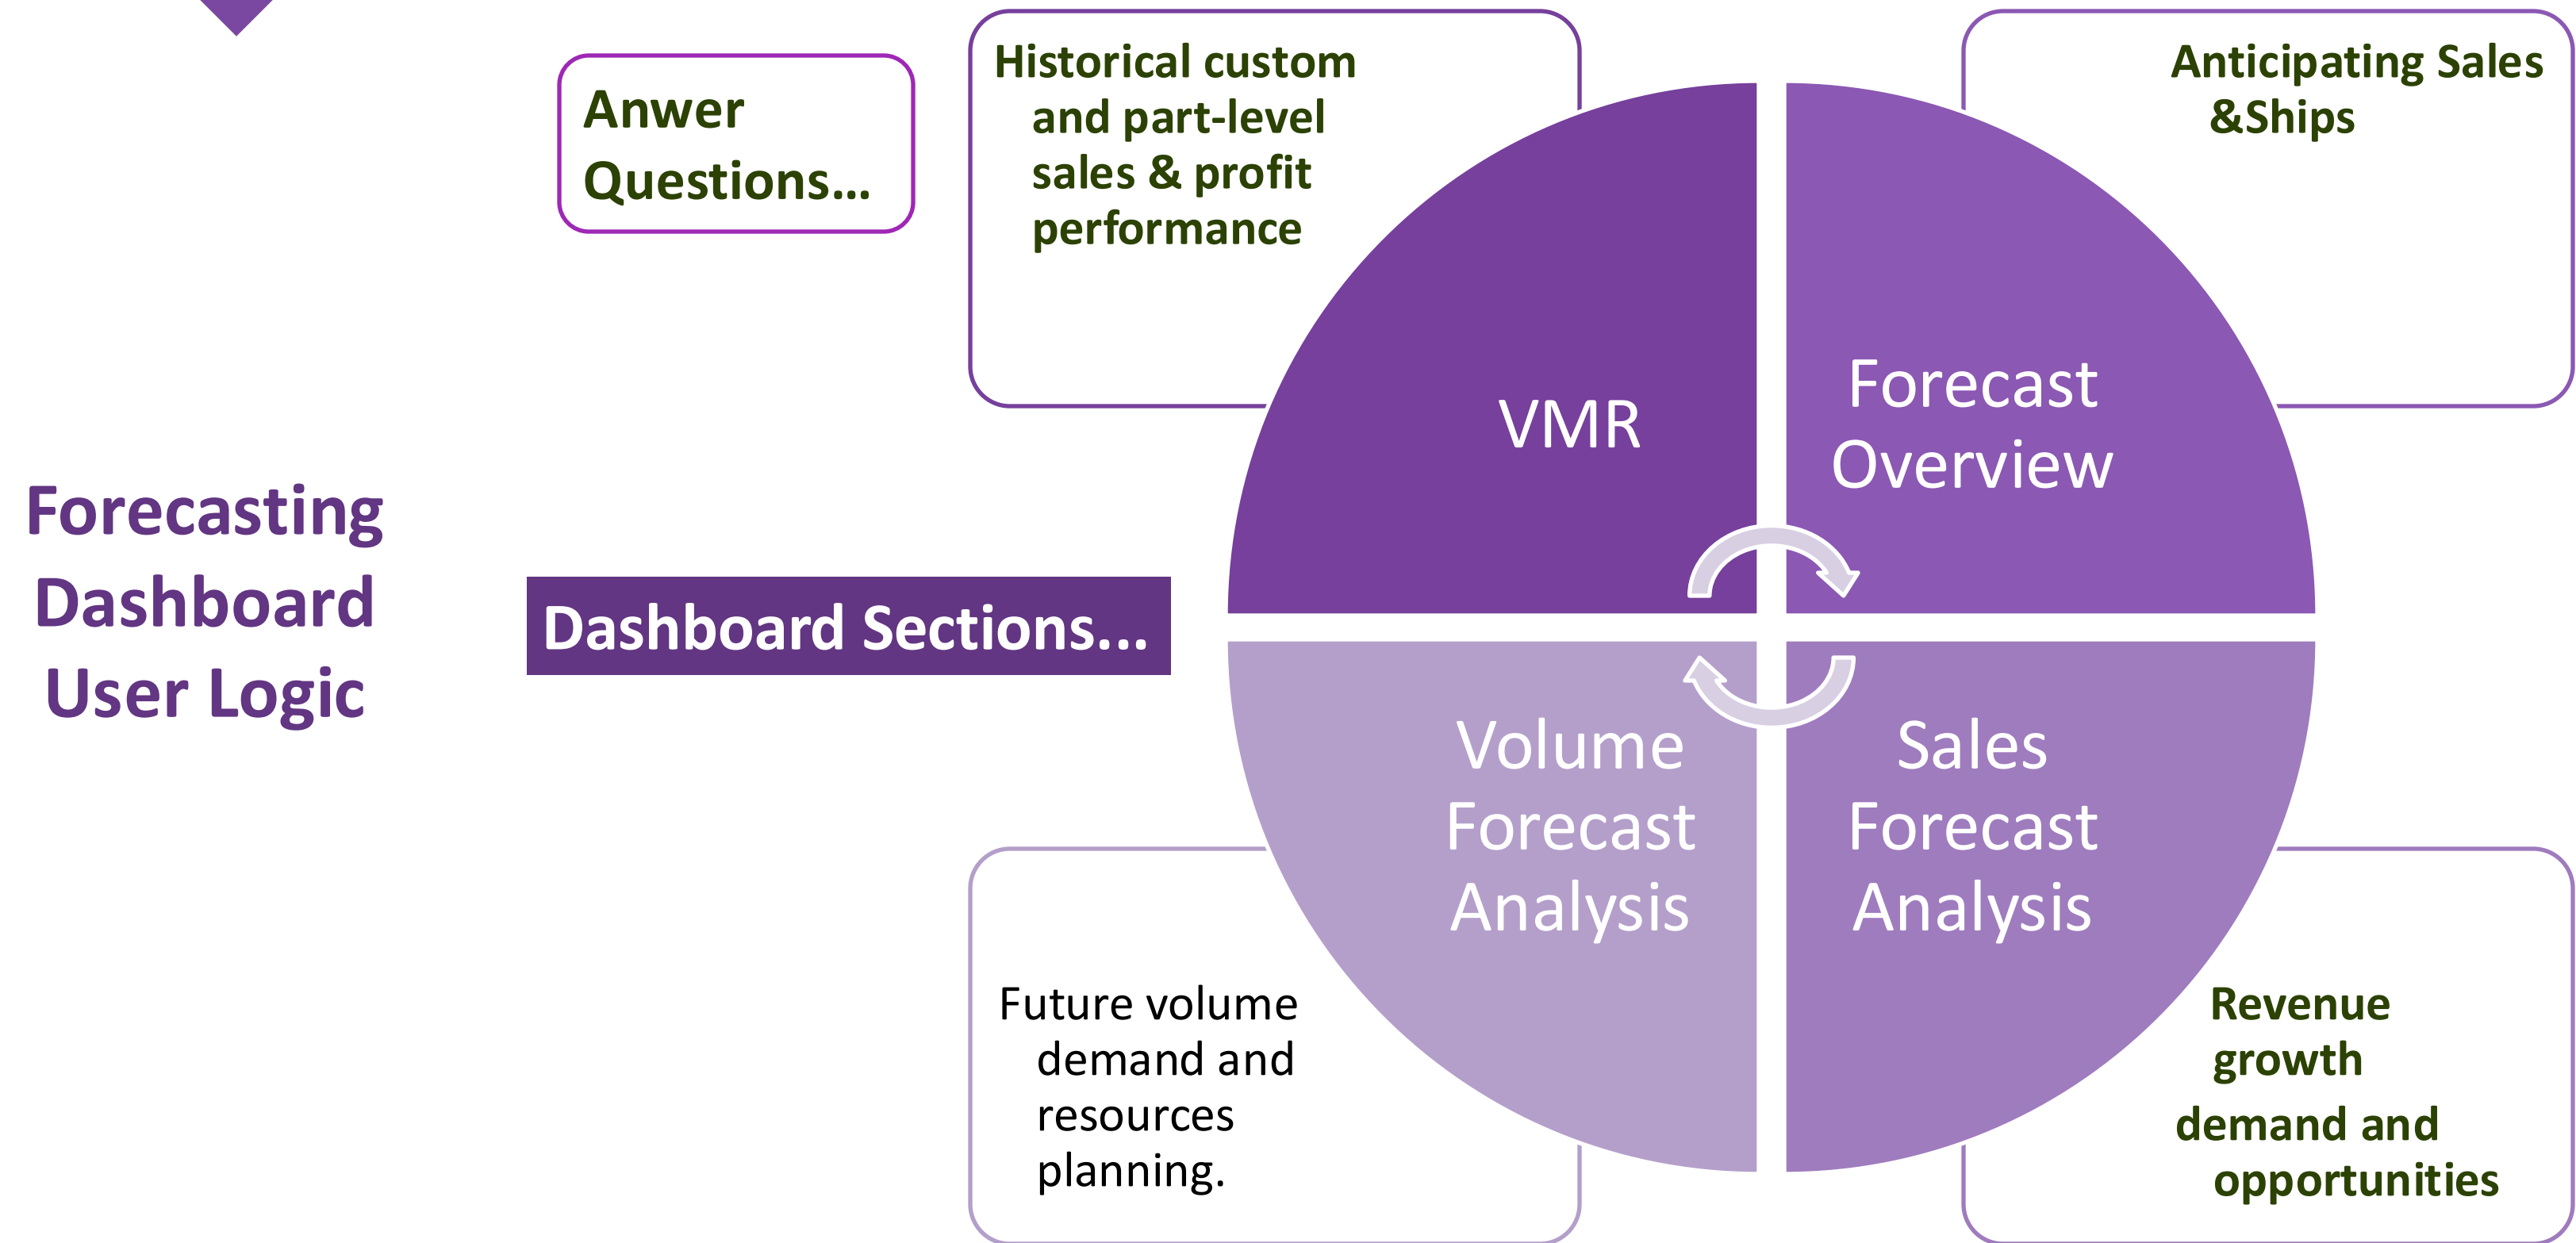 Anwer
Questions...
Historical custom
and part-level
sales & profit
performance
Anticipating Sales
&Ships
VMR
Forecast
Overview
Forecasting
Dashboard
User Logic
Dashboard Sections...
Volume
Forecast
Analysis
Sales
Forecast
Analysis
Future volume
demand and
resources
planning.
Revenue
growth
demand and
opportunities